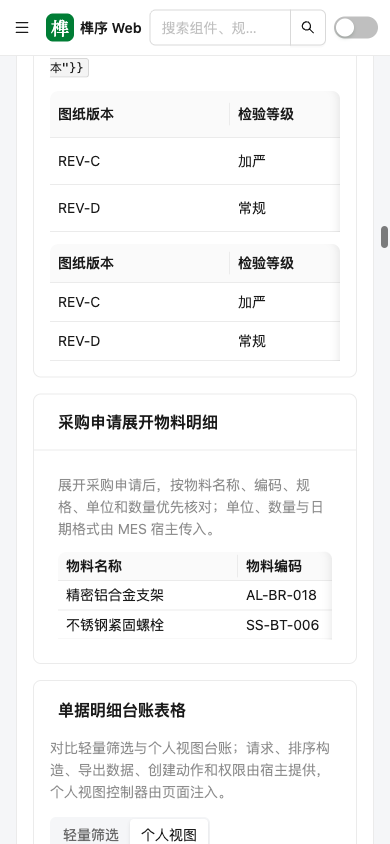 榫 榫序 Web 搜索组件、规...
本"}}
图纸版本 检验等级
REV-C 加严
REV-D 常规
图纸版本 检验等级
REV-C 加严
REV-D 常规
采购申请展开物料明细
展开采购申请后，按物料名称、编码、规
格、单位和数量优先核对；单位、数量与日
期格式由 MES 宿主传入。
物料名称 物料编码
精密铝合金支架 AL-BR-018
不锈钢紧固螺栓 SS-BT-006
单据明细台账表格
对比轻量筛选与个人视图台账；请求、排序构
造、导出数据、创建动作和权限由宿主提供，
个人视图控制器由页面注入。
轻量筛选 个人视图